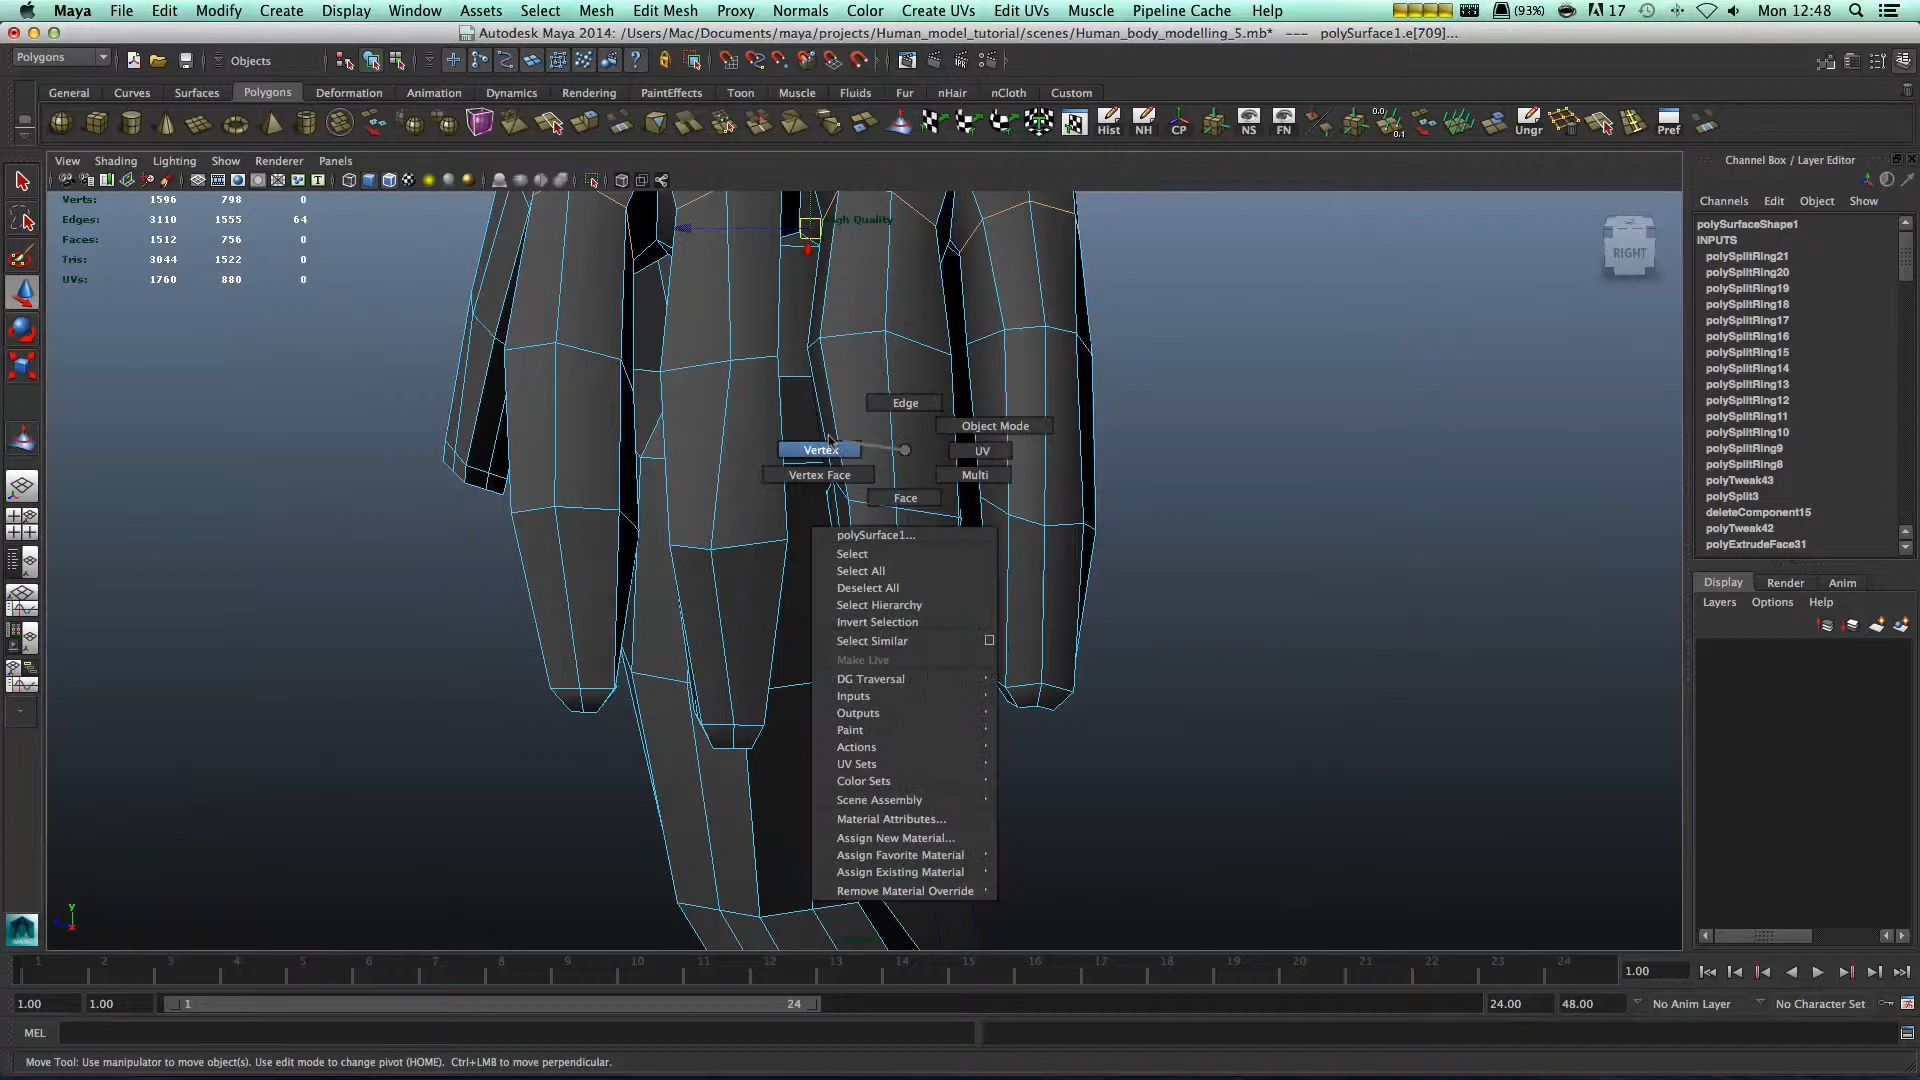 Maya File Edit Modify Create Display Window Assets Select Mesh Edit Mesh Proxy Normals Color Create UVs Edit UVs Muscle Pipeline Cache Help (93%) 17 Mon 12:48
Autodesk Maya 2014: /Users/Mac/Documents/maya/projects/Human_model_tutorial/scenes/Human_body_modelling_5.mb* --- polySurface1.e[709]...
Polygons Objects
General Curves Surfaces Polygons Deformation Animation Dynamics Rendering PaintEffects Toon Muscle Fluids Fur nHair nCloth Custom
Hist NH CP NS FN 0.0 0.1 Ungr Pref
View Shading Lighting Show Renderer Panels
Channel Box / Layer Editor
Verts: 1596 798 0
Edges: 3110 1555 64
Faces: 1512 756 0
Tris: 3044 1522 0
UVs: 1760 880 0
High Quality
RIGHT
Channels Edit Object Show
polySurfaceShape1
INPUTS
polySplitRing21
polySplitRing20
polySplitRing19
polySplitRing18
polySplitRing17
polySplitRing16
polySplitRing15
polySplitRing14
polySplitRing13
polySplitRing12
polySplitRing11
polySplitRing10
polySplitRing9
polySplitRing8
polyTweak43
polySplit3
deleteComponent15
polyTweak42
polyExtrudeFace31
Edge
Object Mode
Vertex
UV
Vertex Face
Multi
Face
polySurface1...
Select
Select All
Deselect All
Select Hierarchy
Invert Selection
Select Similar
Make Live
DG Traversal
Inputs
Outputs
Paint
Actions
UV Sets
Color Sets
Scene Assembly
Material Attributes...
Assign New Material...
Assign Favorite Material
Assign Existing Material
Remove Material Override
Display Render Anim
Layers Options Help
y
1 2 3 4 5 6 7 8 9 10 11 12 13 14 15 16 17 18 19 20 21 22 23 24 1.00
1.00 1.00 1 24 24.00 48.00 No Anim Layer No Character Set
MEL
Move Tool: Use manipulator to move object(s). Use edit mode to change pivot (HOME). Ctrl+LMB to move perpendicular.